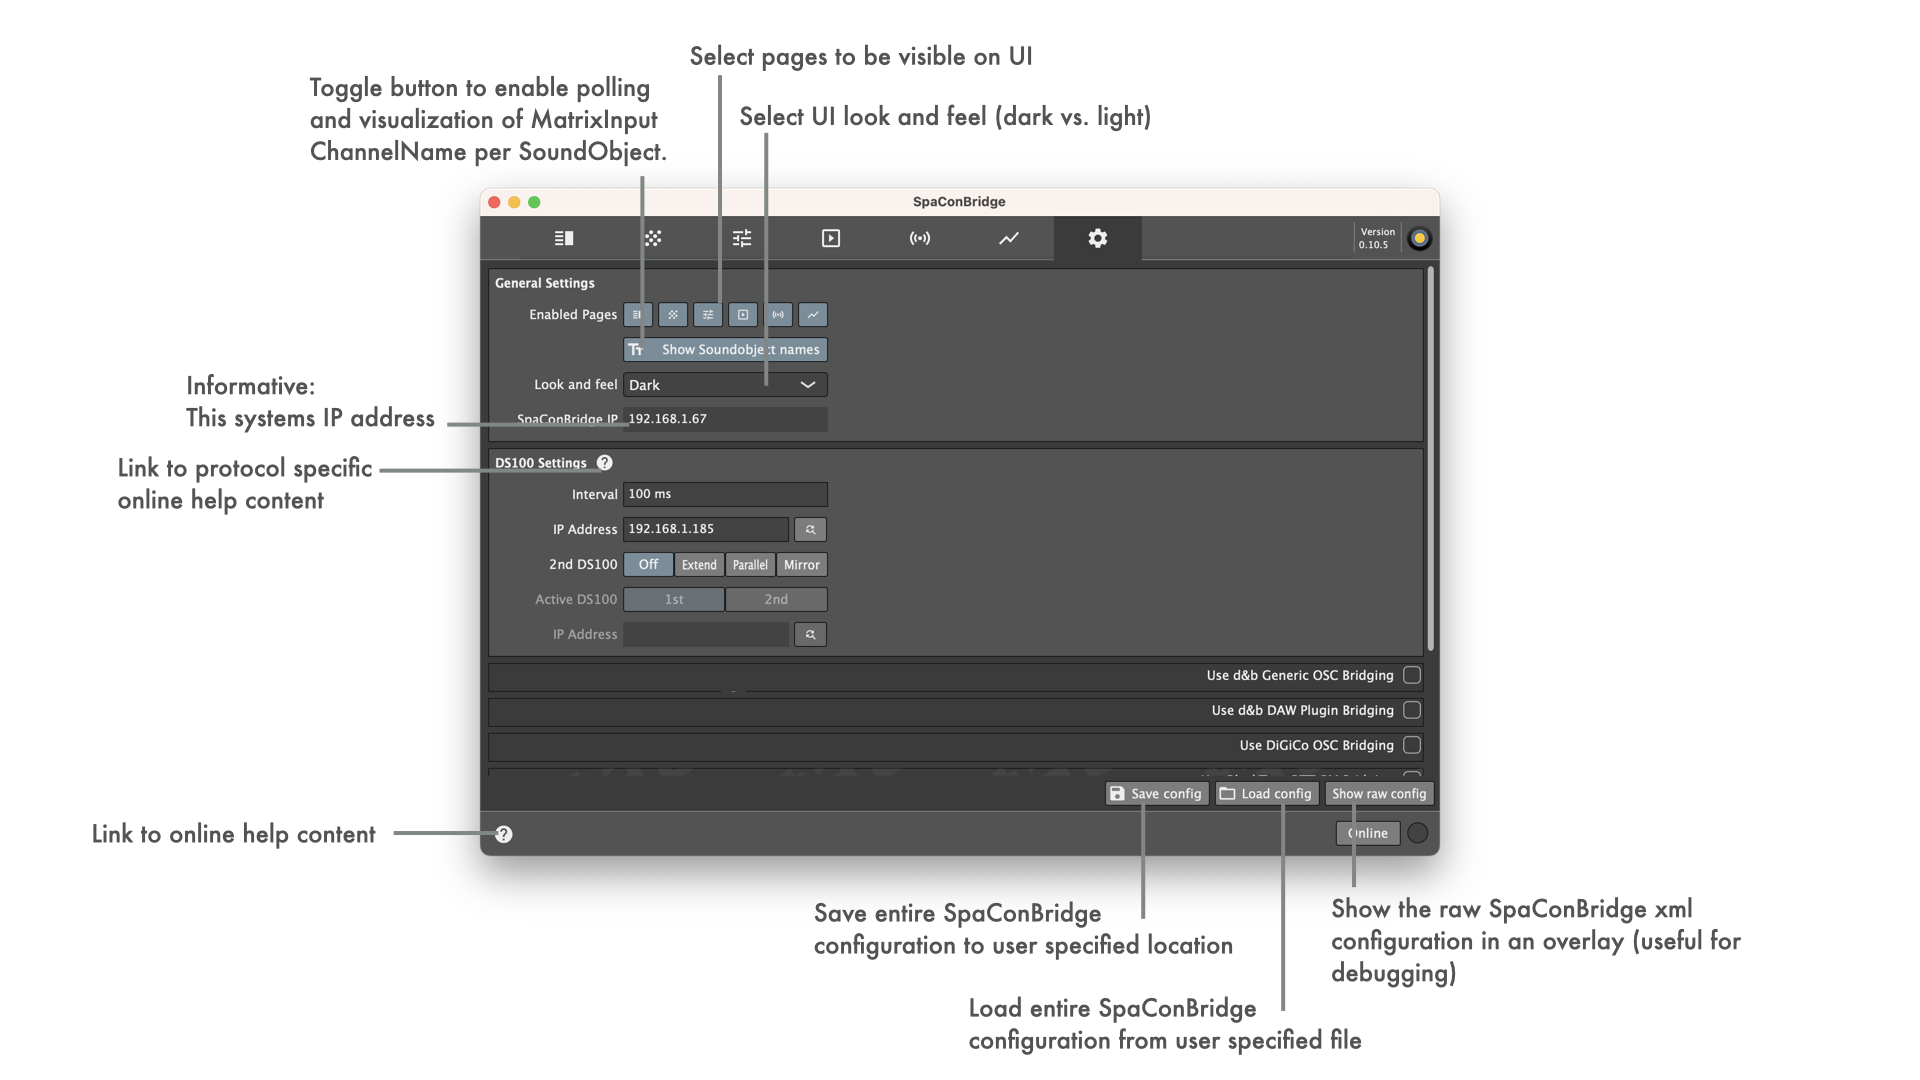 Select pages to be visible on UI
Toggle button to enable polling
and visualization of MatrixInput
ChannelName per SoundObject.
Select UI look and feel (dark vs. light)
SpaConBridge
Version
0.10.5
General Settings
Enabled Pages
Show Soundobject names
Look and feel
Dark
Informative:
This systems IP address
SpaConBridge IP
192.168.1.67
Link to protocol specific
online help content
DS100 Settings
Interval
100 ms
IP Address
192.168.1.185
2nd DS100
Off
Extend
Parallel
Mirror
Active DS100
1st
2nd
IP Address
Use d&b Generic OSC Bridging
Use d&b DAW Plugin Bridging
Use DiGiCo OSC Bridging
Save config
Load config
Show raw config
Link to online help content
Online
Save entire SpaConBridge
configuration to user specified location
Show the raw SpaConBridge xml
configuration in an overlay (useful for
debugging)
Load entire SpaConBridge
configuration from user specified file